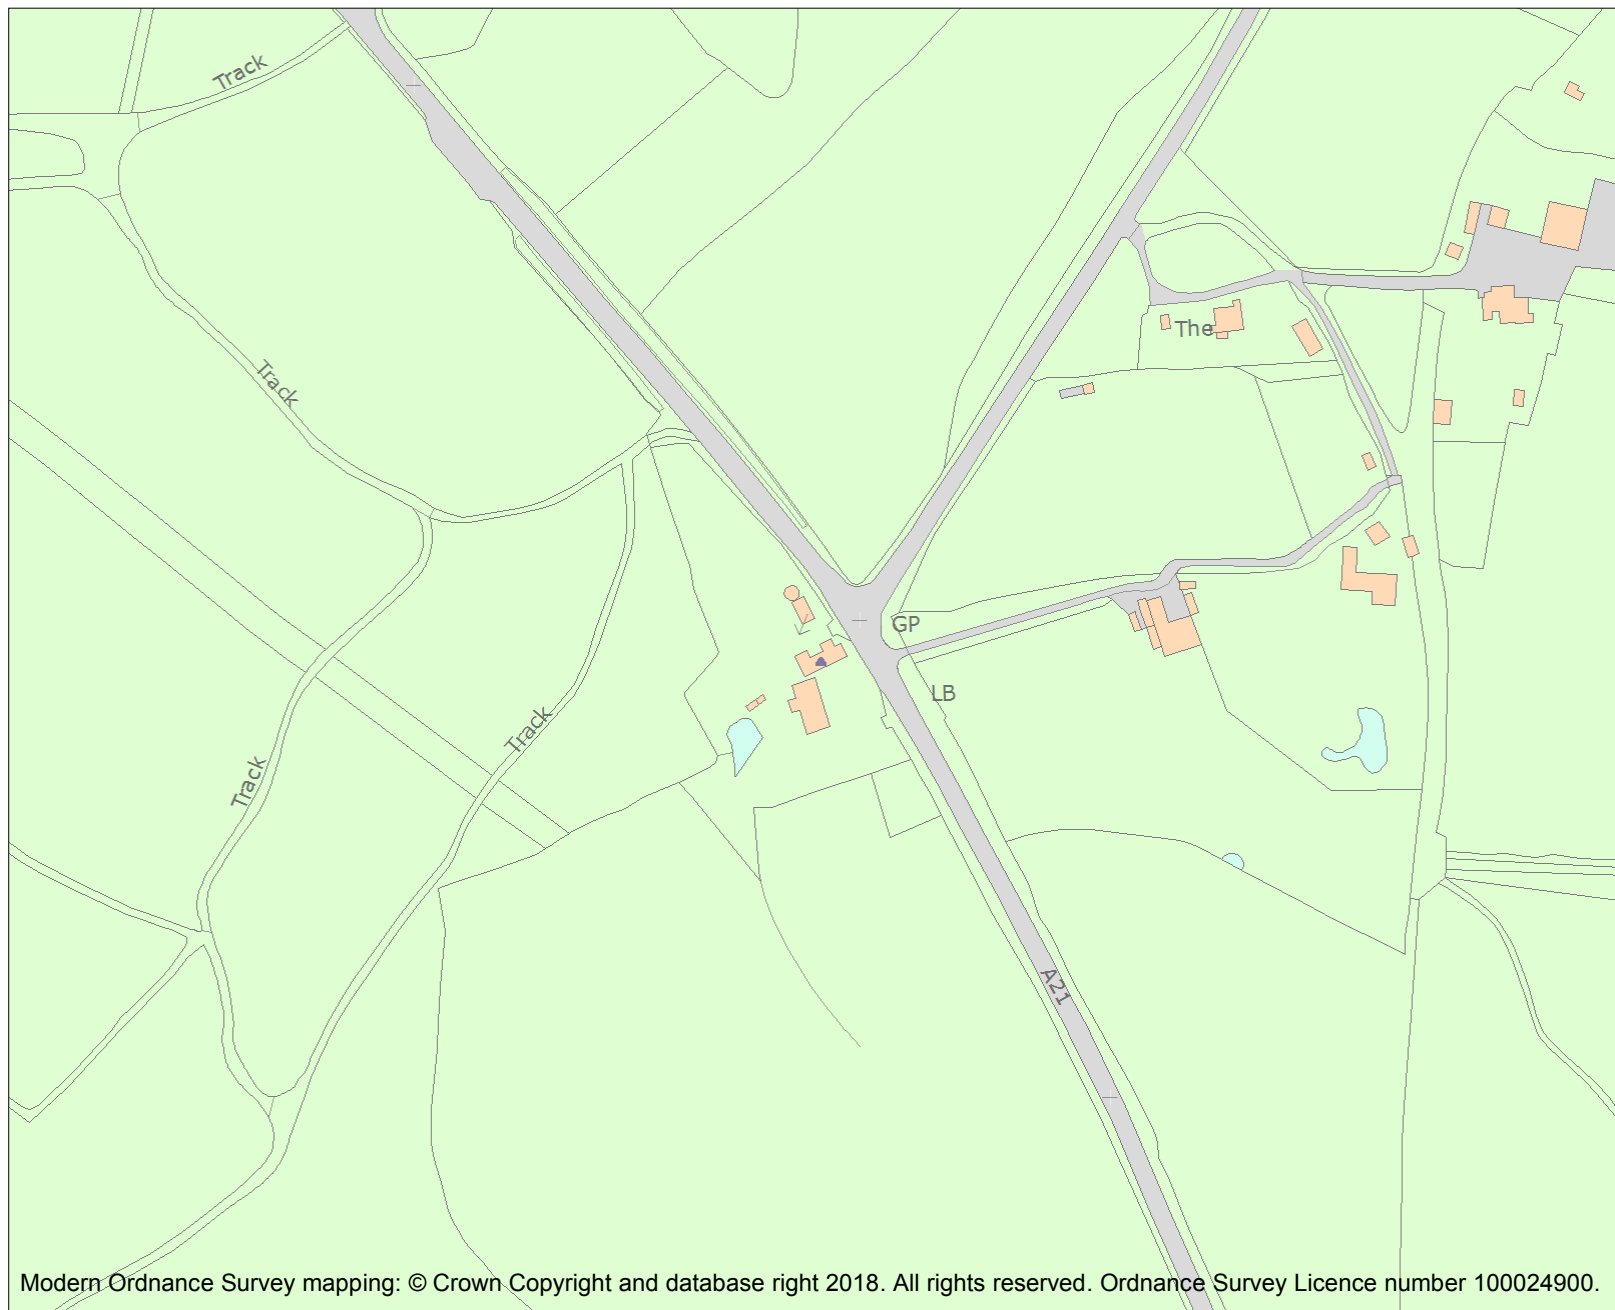 Track
Track
The
GP
LB
Track
Track
A21
Modern Ordnance Survey mapping: © Crown Copyright and database right 2018. All rights reserved. Ordnance Survey Licence number 100024900.